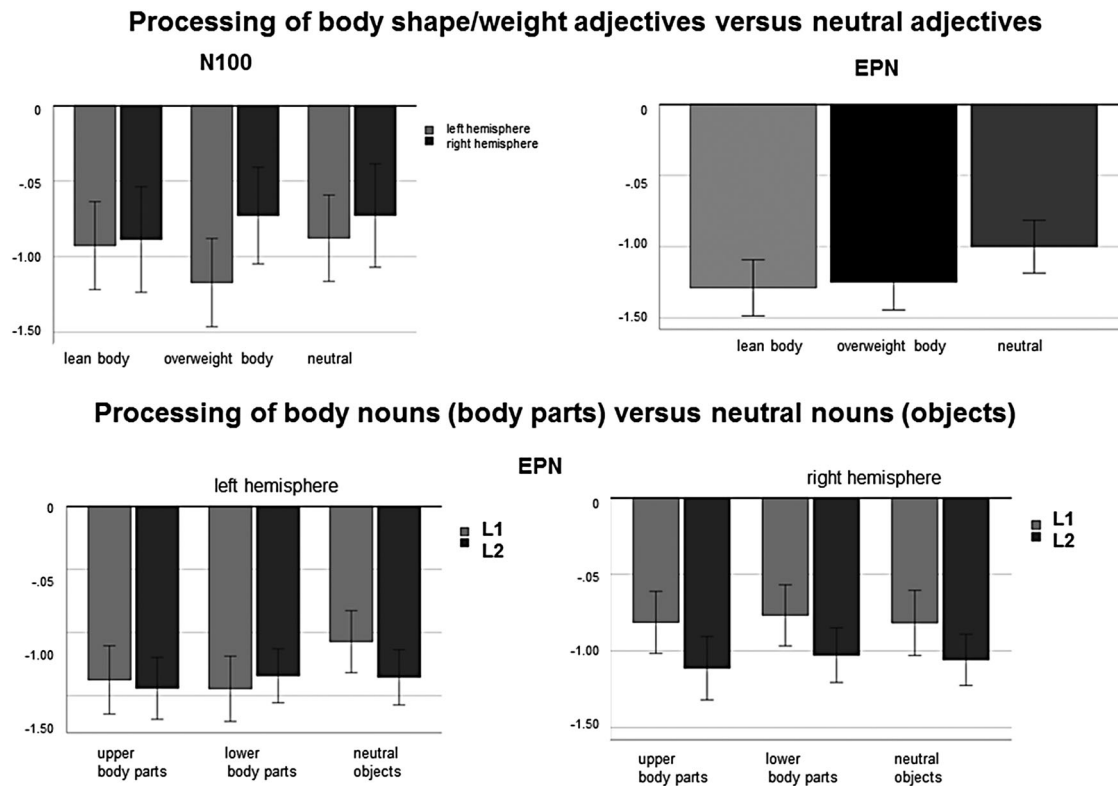 Processing of body shape/weight adjectives versus neutral adjectives
N100
0
-.05
-1.00
-1.50
lean body
overweight body
neutral
left hemisphere
right hemisphere
EPN
0
-.05
-1.00
-1.50
lean body
overweight body
neutral
Processing of body nouns (body parts) versus neutral nouns (objects)
EPN
left hemisphere
0
-.05
-1.00
-1.50
upper
body parts
lower
body parts
neutral
objects
L1
L2
right hemisphere
0
-.05
-1.00
-1.50
upper
body parts
lower
body parts
neutral
objects
L1
L2